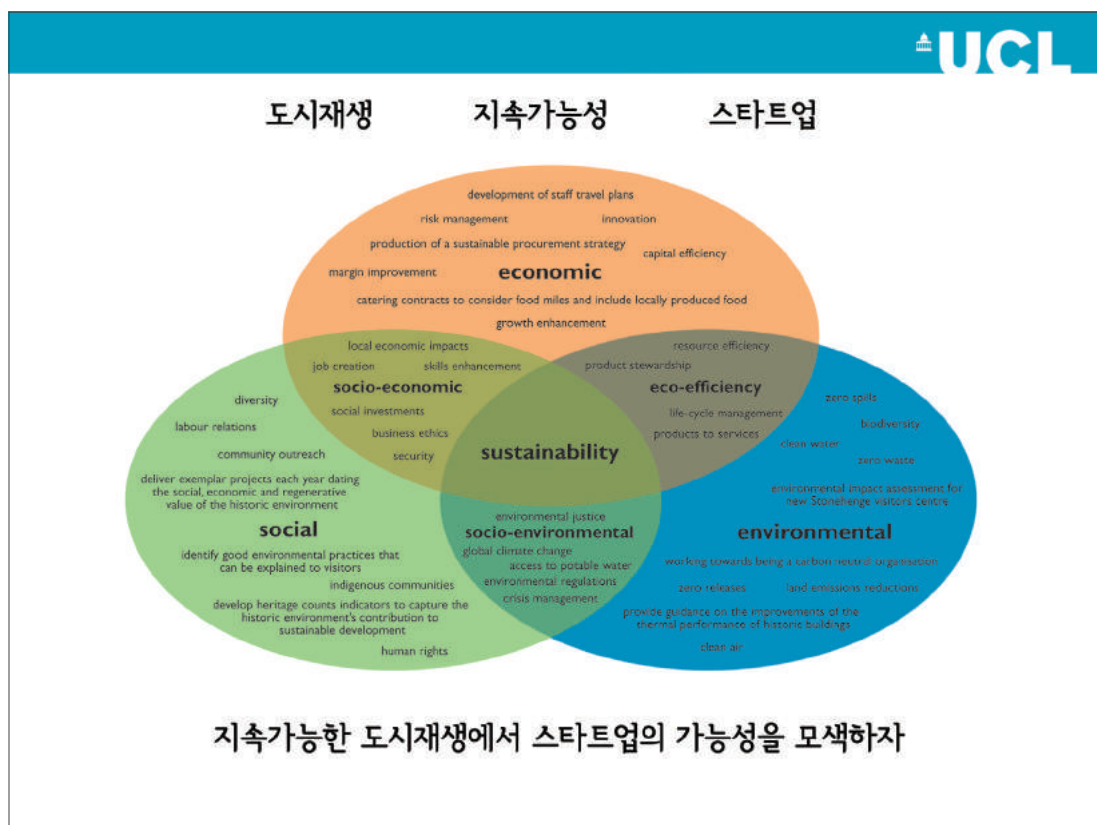 UCL
도시재생 지속가능성 스타트업
development of staff travel plans
risk management innovation
production of a sustainable procurement strategy
capital efficiency
margin improvement
economic
catering contracts to consider food miles and include locally produced food
growth enhancement
local economic impacts
job creation skills enhancement
socio-economic
social investments
business ethics
security
resource efficiency
product stewardship
eco-efficiency
life-cycle management
products to services
sustainability
diversity
labour relations
community outreach
deliver exemplar projects each year dating
the social, economic and regenerative
value of the historic environment
social
identify good environmental practices that
can be explained to visitors
indigenous communities
develop heritage counts indicators to capture the
historic environment's contribution to
sustainable development
human rights
environmental justice
socio-environmental
global climate change
access to potable water
environmental regulations
crisis management
zero spills
biodiversity
clean water
zero waste
environmental impact assessment for
new Stonehenge visitors centre
environmental
working towards being a carbon neutral organisation
zero releases land emissions reductions
provide guidance on the improvements of the
thermal performance of historic buildings
clean air
지속가능한 도시재생에서 스타트업의 가능성을 모색하자